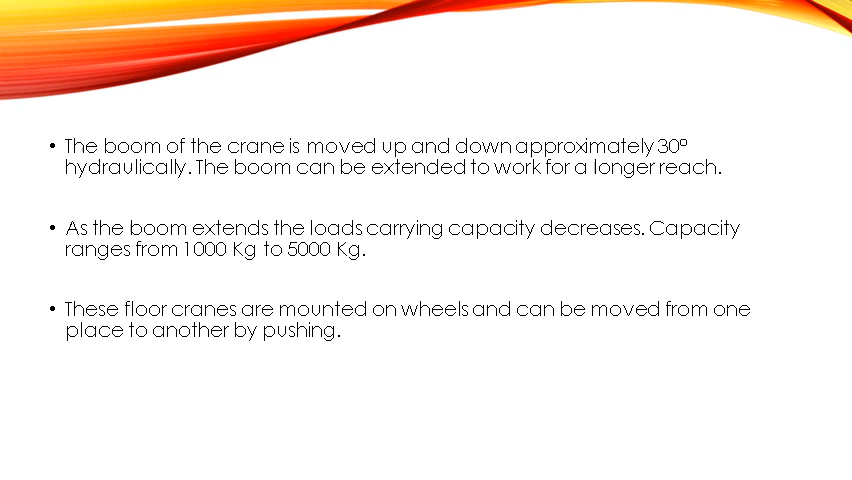 • The boom of the crane is moved up and down approximately 30º
hydraulically. The boom can be extended to work for a longer reach.
• As the boom extends the loads carrying capacity decreases. Capacity
ranges from 1000 Kg to 5000 Kg.
• These floor cranes are mounted on wheels and can be moved from one
place to another by pushing.